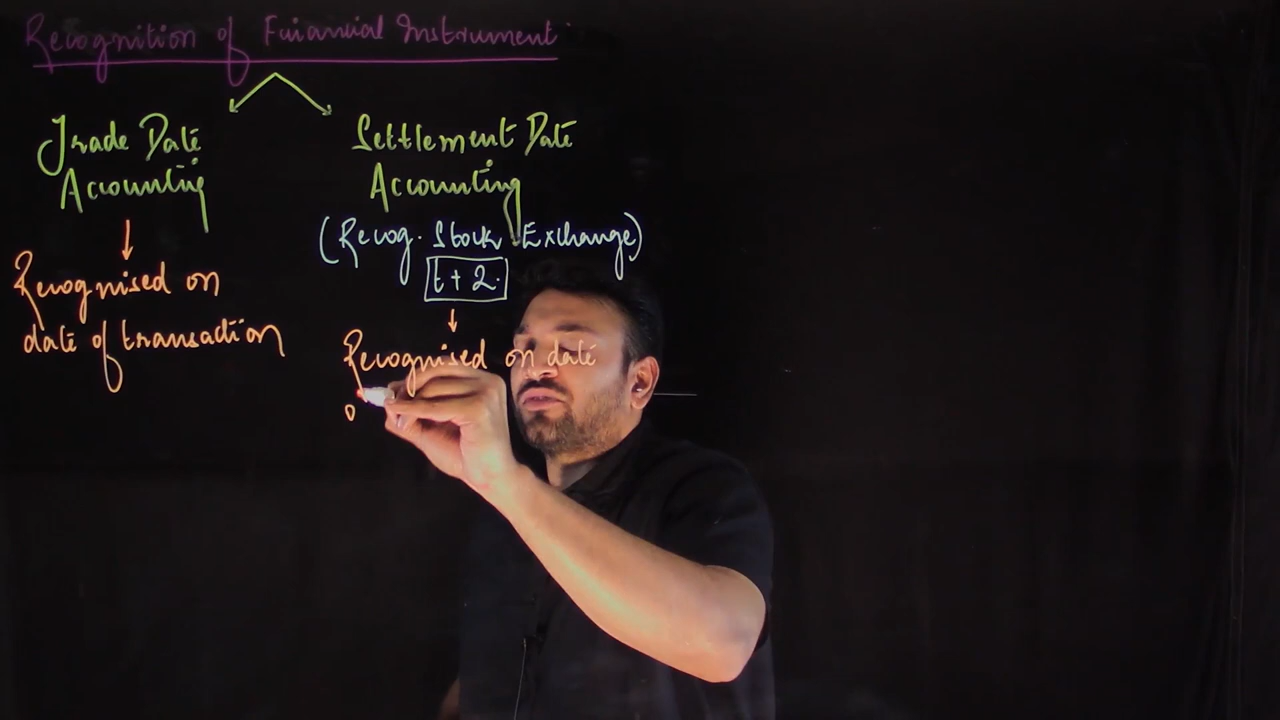 Recognition of Financial Instrument
Trade Date
Accounting
Recognised on
date of transaction
Settlement Date
Accounting
(Recog. Stock Exchange)
t + 2.
Recognised on date
o